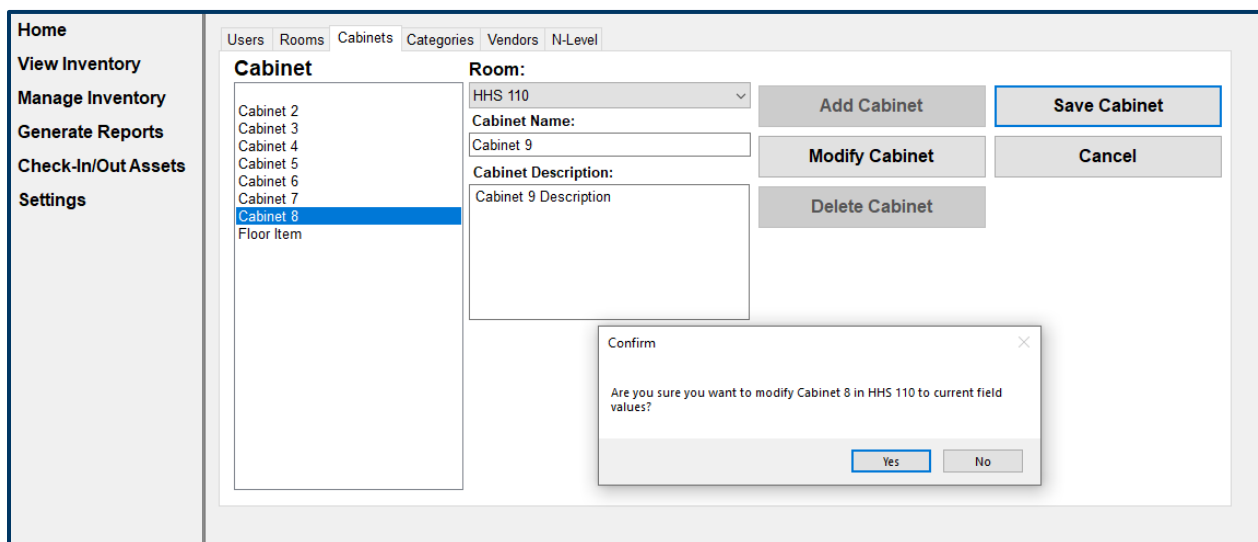 Home
View Inventory
Manage Inventory
Generate Reports
Check-In/Out Assets
Settings
Users Rooms Cabinets Categories Vendors N-Level
Cabinet
Cabinet 2
Cabinet 3
Cabinet 4
Cabinet 5
Cabinet 6
Cabinet 7
Cabinet 8
Floor Item
Room:
HHS 110
Cabinet Name:
Cabinet 9
Cabinet Description:
Cabinet 9 Description
Add Cabinet
Save Cabinet
Modify Cabinet
Cancel
Delete Cabinet
Confirm
Are you sure you want to modify Cabinet 8 in HHS 110 to current field
values?
Yes
No